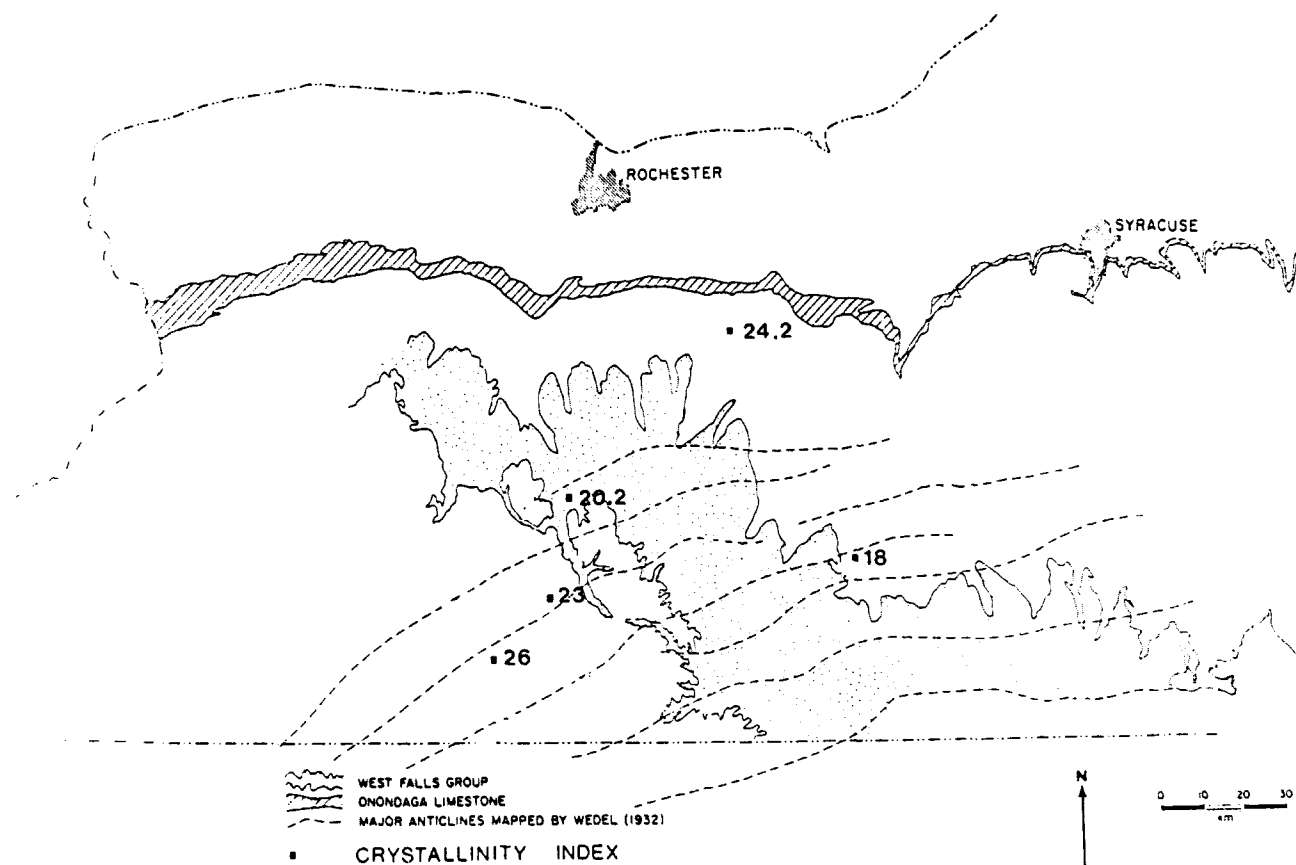 ROCHESTER
SYRACUSE
24.2
20.2
18
23
26
WEST FALLS GROUP
ONONDAGA LIMESTONE
MAJOR ANTICLINES MAPPED BY WEDEL (1932)
CRYSTALLINITY INDEX
N
0 10 20 30
km